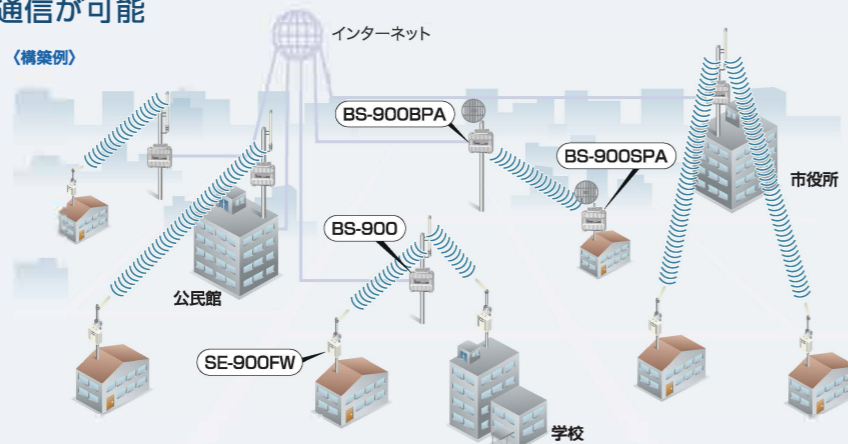 通信が可能
〈構築例〉
インターネット
BS-900BPA
BS-900SPA
市役所
BS-900
公民館
SE-900FW
学校